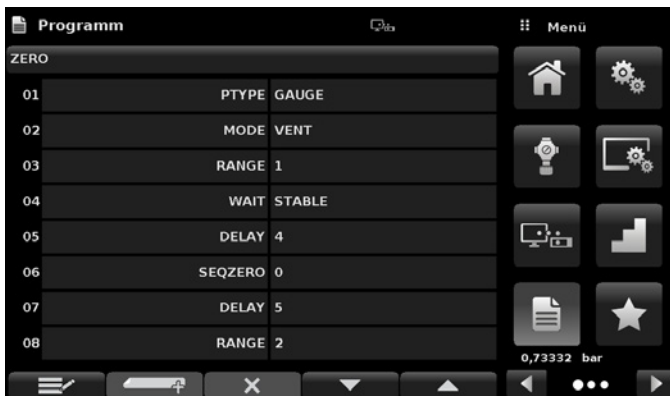 Programm
Menü
ZERO
01 PTYPE GAUGE
02 MODE VENT
03 RANGE 1
04 WAIT STABLE
05 DELAY 4
06 SEQZERO 0
07 DELAY 5
08 RANGE 2
0,73332 bar